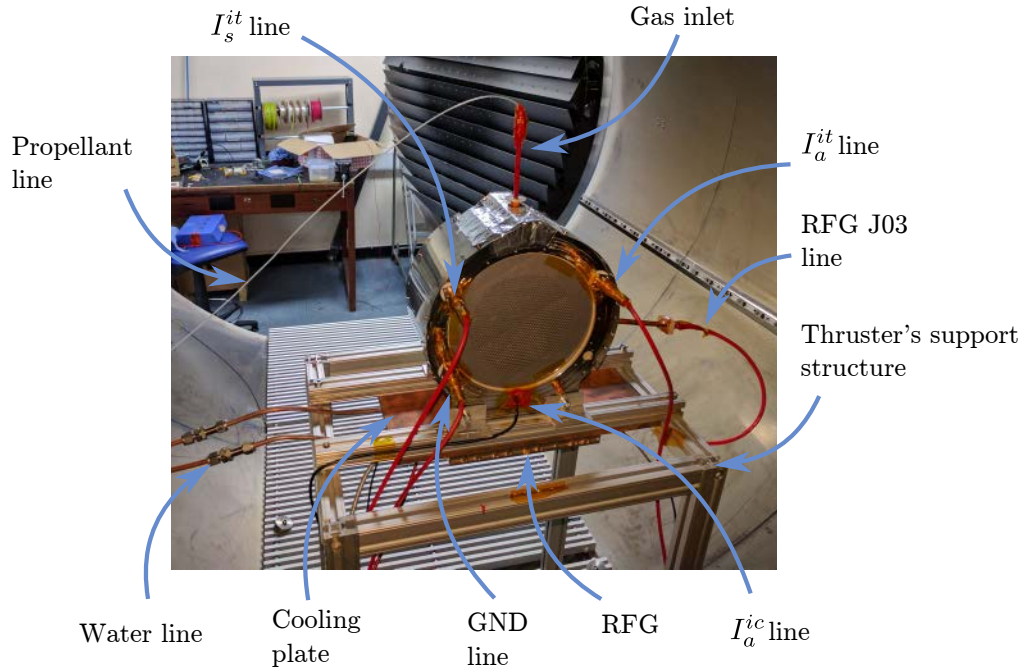 I_s^{it} line
Gas inlet
Propellant
line
I_a^{it} line
RFG J03
line
Thruster's support
structure
Water line
Cooling
plate
GND
line
RFG
I_a^{ic} line